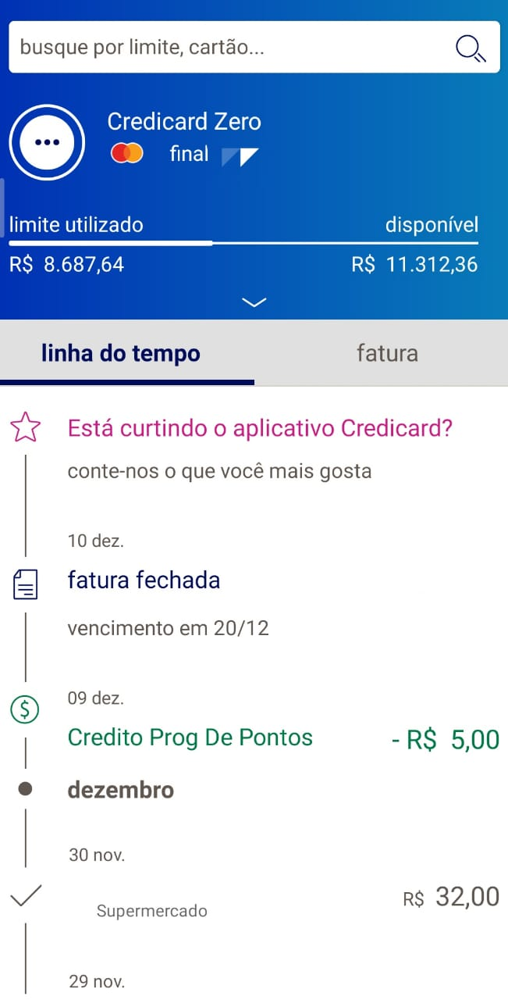 busque por limite, cartão...
Credicard Zero
final
limite utilizado disponível
R$ 8.687,64 R$ 11.312,36
linha do tempo fatura
Está curtindo o aplicativo Credicard?
conte-nos o que você mais gosta
10 dez.
fatura fechada
vencimento em 20/12
09 dez.
Credito Prog De Pontos - R$ 5,00
dezembro
30 nov.
R$ 32,00
Supermercado
29 nov.